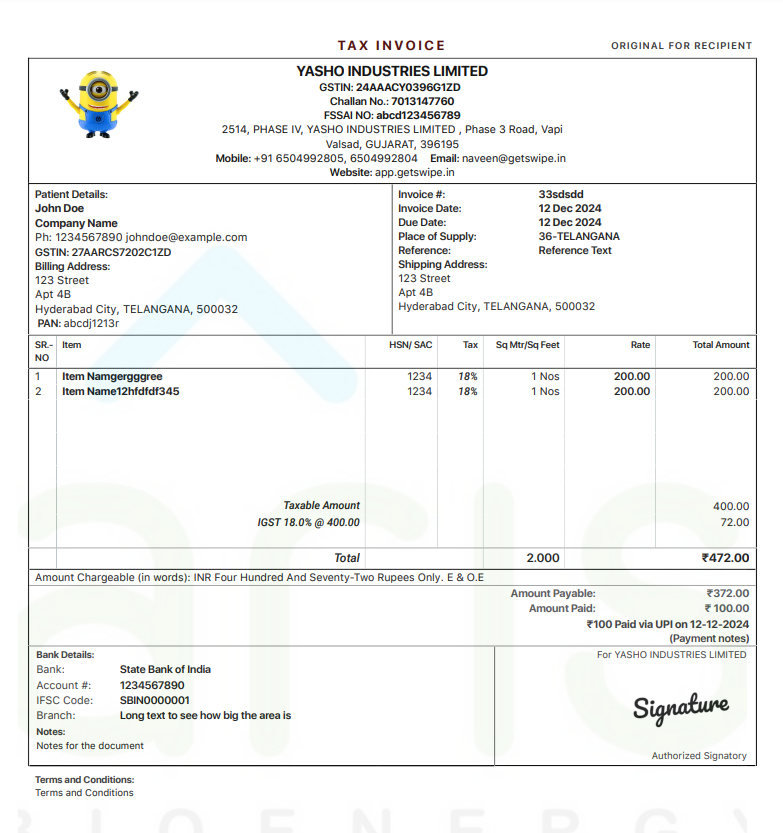 TAX INVOICE
ORIGINAL FOR RECIPIENT
YASHO INDUSTRIES LIMITED
GSTIN: 24AAACY0396G1ZD
Challan No.: 7013147760
FSSAI NO: abcd123456789
2514, PHASE IV, YASHO INDUSTRIES LIMITED , Phase 3 Road, Vapi
Valsad, GUJARAT, 396195
Mobile: +91 6504992805, 6504992804 Email: naveen@getswipe.in
Website: app.getswipe.in
Patient Details:
John Doe
Company Name
Ph: 1234567890 johndoe@example.com
GSTIN: 27AARCS7202C1ZD
Billing Address:
123 Street
Apt 4B
Hyderabad City, TELANGANA, 500032
PAN: abcdj1213r
Invoice #: 33sdsdd
Invoice Date: 12 Dec 2024
Due Date: 12 Dec 2024
Place of Supply: 36-TELANGANA
Reference: Reference Text
Shipping Address:
123 Street
Apt 4B
Hyderabad City, TELANGANA, 500032
SR.-NO Item HSN/ SAC Tax Sq Mtr/Sq Feet Rate Total Amount
1 Item Namgergggree 1234 18% 1 Nos 200.00 200.00
2 Item Name12hfdfdf345 1234 18% 1 Nos 200.00 200.00
Taxable Amount 400.00
IGST 18.0% @ 400.00 72.00
Total 2.000 ₹472.00
Amount Chargeable (in words): INR Four Hundred And Seventy-Two Rupees Only. E & O.E
Amount Payable: ₹372.00
Amount Paid: ₹ 100.00
₹100 Paid via UPI on 12-12-2024
(Payment notes)
Bank Details:
Bank: State Bank of India
Account #: 1234567890
IFSC Code: SBIN0000001
Branch: Long text to see how big the area is
Notes:
Notes for the document
For YASHO INDUSTRIES LIMITED
Signature
Authorized Signatory
Terms and Conditions:
Terms and Conditions